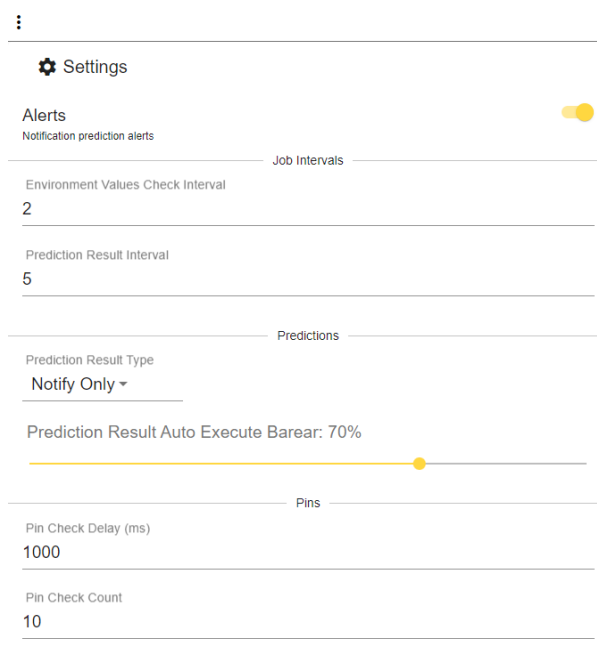 Settings
Alerts
Notification prediction alerts
Job Intervals
Environment Values Check Interval
2
Prediction Result Interval
5
Predictions
Prediction Result Type
Notify Only
Prediction Result Auto Execute Barear: 70%
Pins
Pin Check Delay (ms)
1000
Pin Check Count
10